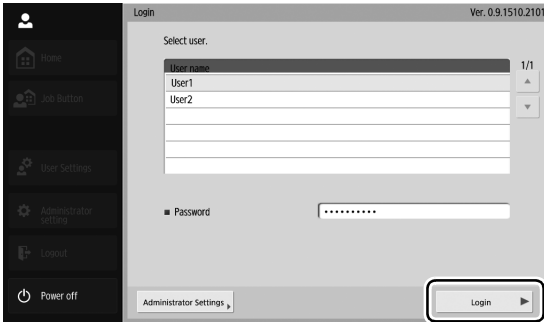 Login
Ver. 0.9.1510.2101
Home
Job Button
User Settings
Administrator
setting
Logout
Power off
Select user.
User name
1/1
User1
User2
■ Password
••••••••••
Administrator Settings
Login